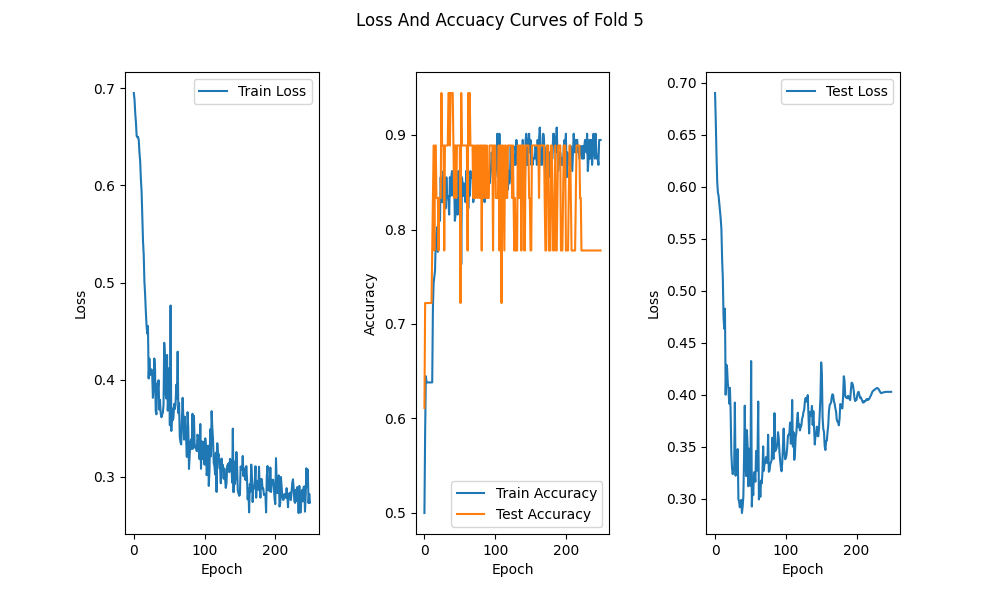 Loss And Accuacy Curves of Fold 5
0.7
0.6
0.5
0.4
0.3
0
100
200
Epoch
Loss
Train Loss
0.9
0.8
0.7
0.6
0.5
0
100
200
Epoch
Accuracy
Train Accuracy
Test Accuracy
0.70
0.65
0.60
0.55
0.50
0.45
0.40
0.35
0.30
0
100
200
Epoch
Loss
Test Loss